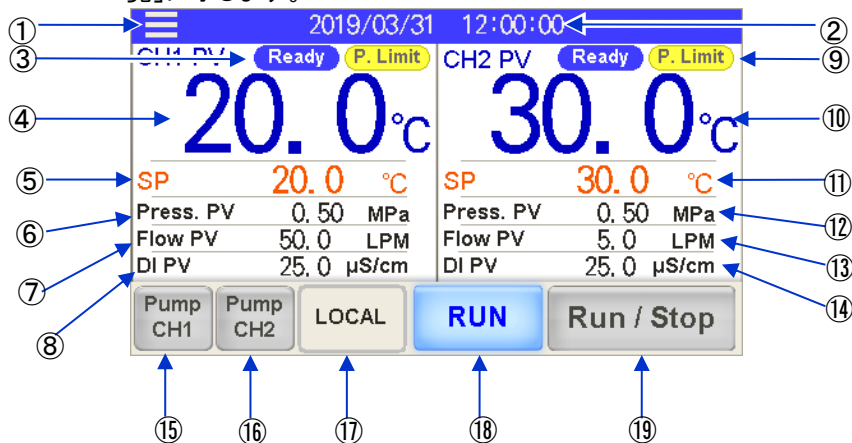 ① 2019/03/31 12:00:00 ②
③ CH1 PV Ready P. Limit CH2 PV Ready P. Limit ⑨
④ 20.0℃ 30.0℃ ⑩
⑤ SP 20.0 ℃ SP 30.0 ℃ ⑪
⑥ Press. PV 0.50 MPa Press. PV 0.50 MPa ⑫
⑦ Flow PV 50.0 LPM Flow PV 5.0 LPM ⑬
⑧ DI PV 25.0 μS/cm DI PV 25.0 μS/cm ⑭
Pump CH1 Pump CH2 LOCAL RUN Run / Stop
⑮ ⑯ ⑰ ⑱ ⑲